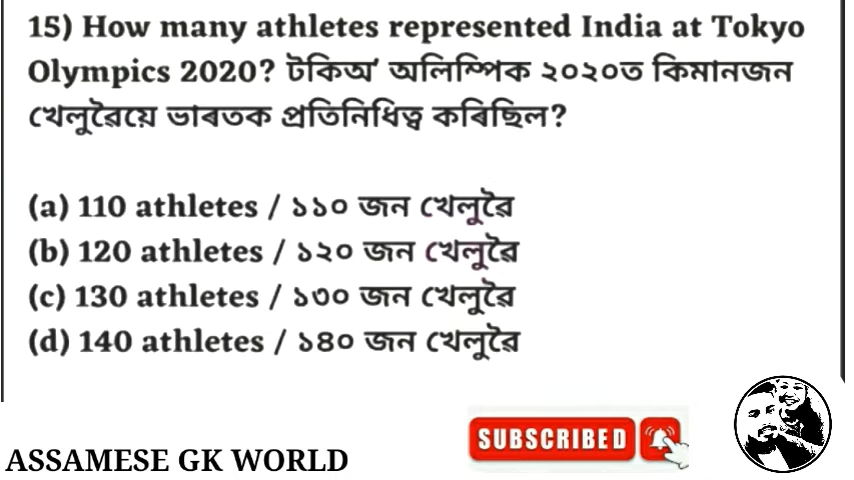 15) How many athletes represented India at Tokyo
Olympics 2020? টকিঅ' অলিম্পিক ২০২০ত কিমানজন
খেলুৱৈয়ে ভাৰতক প্ৰতিনিধিত্ব কৰিছিল?
(a) 110 athletes / ১১০ জন খেলুৱৈ
(b) 120 athletes / ১২০ জন খেলুৱৈ
(c) 130 athletes / ১৩০ জন খেলুৱৈ
(d) 140 athletes / ১৪০ জন খেলুৱৈ
SUBSCRIBED
ASSAMESE GK WORLD